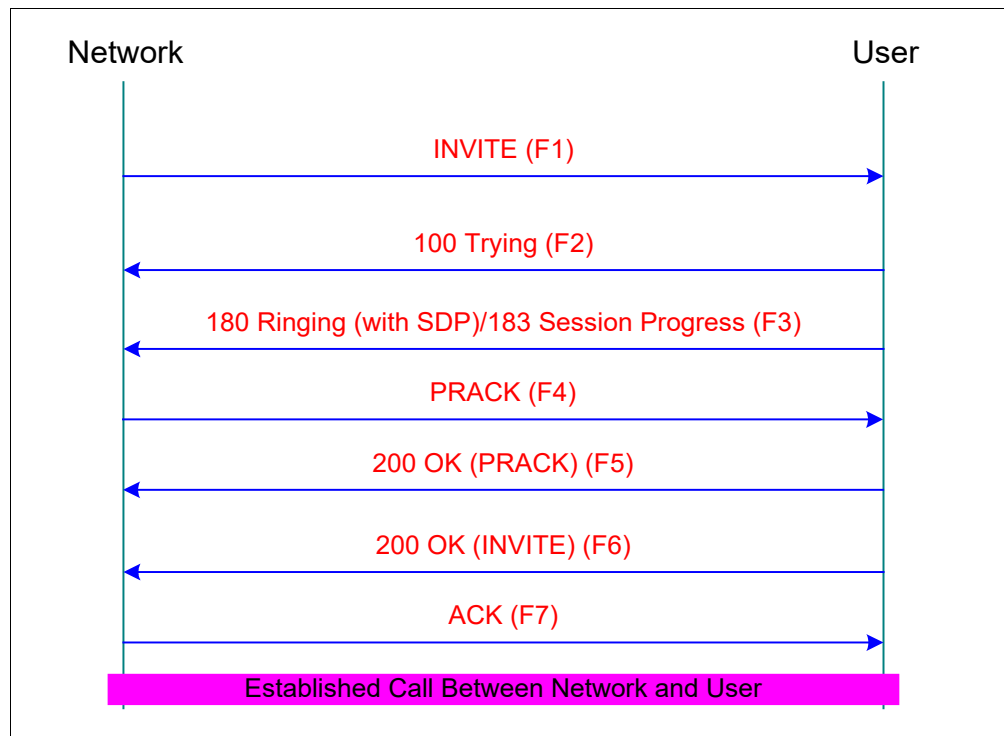 Network
User
INVITE (F1)
100 Trying (F2)
180 Ringing (with SDP)/183 Session Progress (F3)
PRACK (F4)
200 OK (PRACK) (F5)
200 OK (INVITE) (F6)
ACK (F7)
Established Call Between Network and User